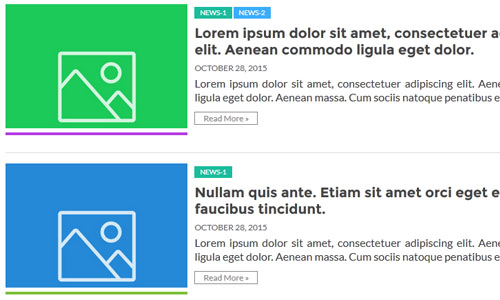 NEWS-1 NEWS-2
Lorem ipsum dolor sit amet, consectetuer
elit. Aenean commodo ligula eget dolor.
OCTOBER 28, 2015
Lorem ipsum dolor sit amet, consectetuer adipiscing elit.
ligula eget dolor. Aenean massa. Cum sociis natoque penatibus
Read More »
NEWS-1
Nullam quis ante. Etiam sit amet orci eget
faucibus tincidunt.
OCTOBER 28, 2015
Lorem ipsum dolor sit amet, consectetuer adipiscing elit.
ligula eget dolor. Aenean massa. Cum sociis natoque penatibus
Read More »